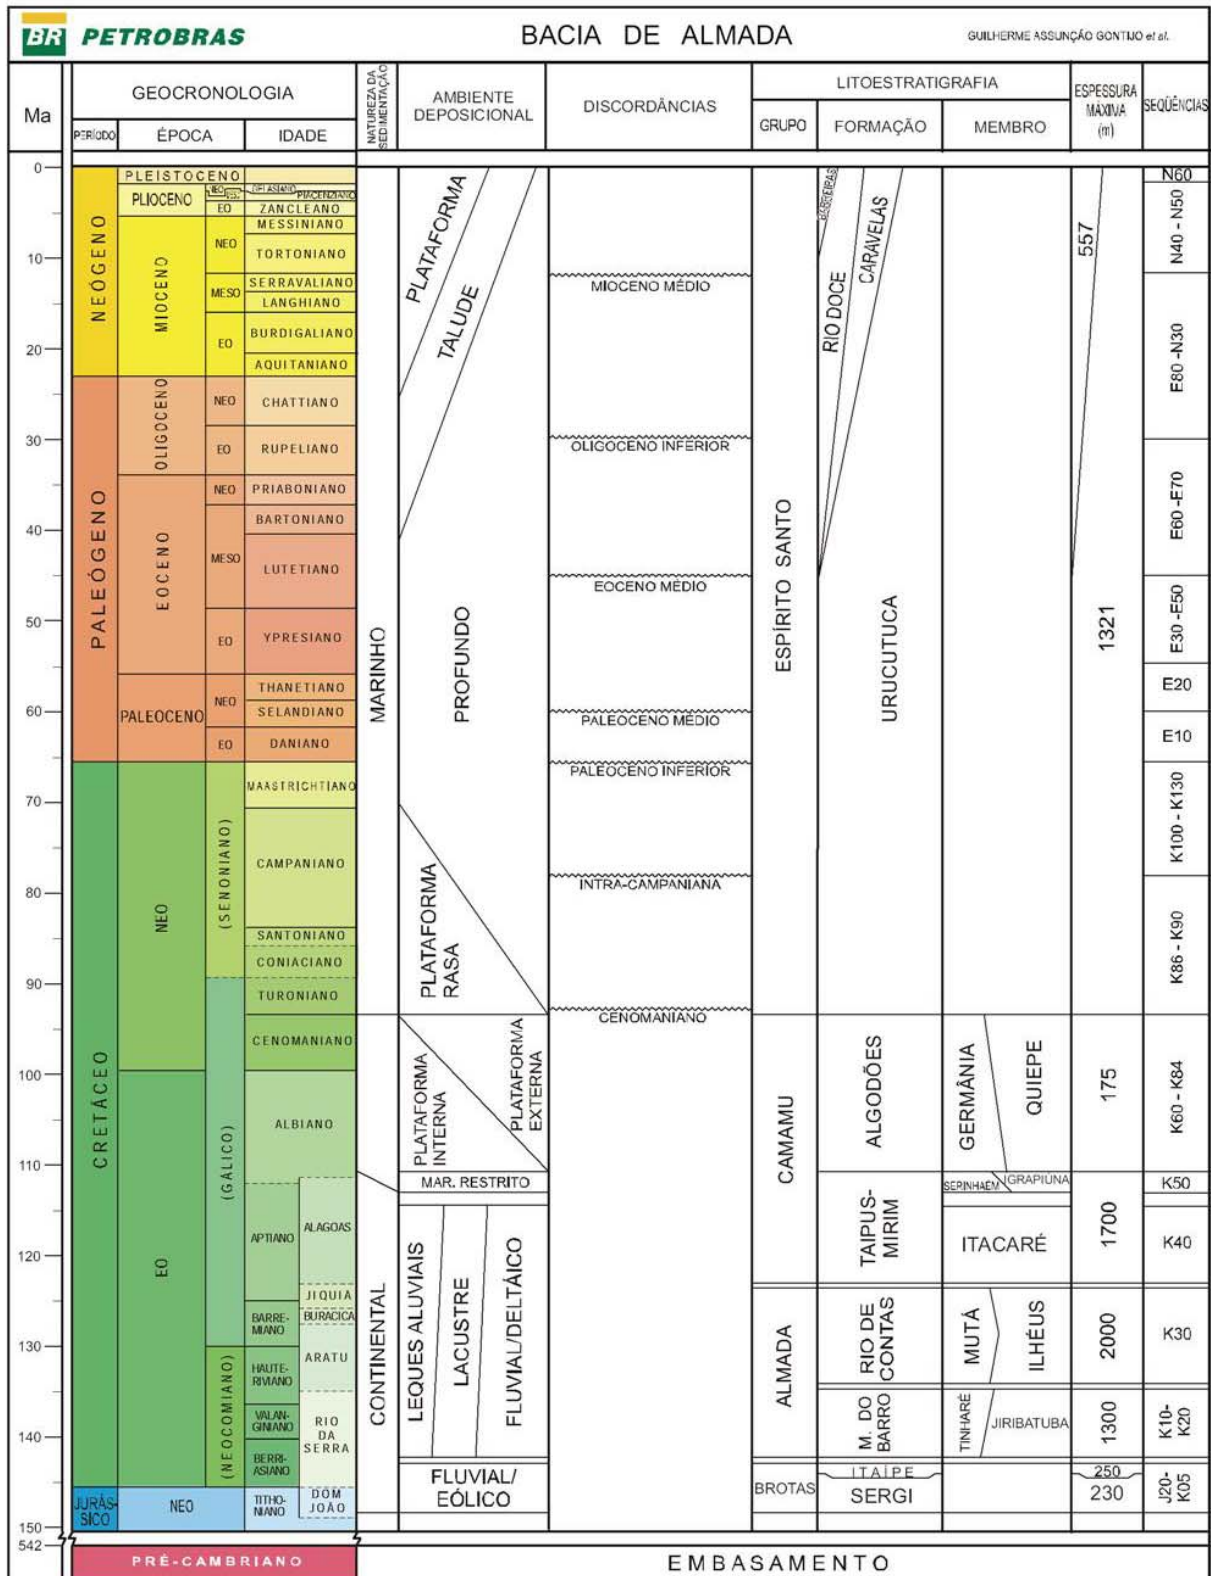 BR PETROBRAS
BACIA DE ALMADA
GUILHERME ASSUNÇÃO GONTIJO et al.
Ma
GEOCRONOLOGIA
PERÍODO
ÉPOCA
IDADE
NATUREZA DA SEDIMENTAÇÃO
AMBIENTE
DEPOSICIONAL
DISCORDÂNCIAS
LITOESTRATIGRAFIA
GRUPO
FORMAÇÃO
MEMBRO
ESPESSURA
MÁXIMA
(m)
SEQÜÊNCIAS
0
10
20
30
40
50
60
70
80
90
100
110
120
130
140
150
542
NEÓGENO
PALEÓGENO
CRETÁCEO
JURÁS-
SICO
PLEISTOCENO
PLIOCENO
EO
MIOCENO
NEO
MESO
EO
OLIGOCENO
NEO
EO
EOCENO
NEO
MESO
EO
PALEOCENO
NEO
EO
NEO
(SENONIANO)
EO
(GÁLICO)
(NEOCOMIANO)
NEO
GELASIANO
PIACENZIANO
ZANCLEANO
MESSINIANO
TORTONIANO
SERRAVALIANO
LANGHIANO
BURDIGALIANO
AQUITANIANO
CHATTIANO
RUPELIANO
PRIABONIANO
BARTONIANO
LUTETIANO
YPRESIANO
THANETIANO
SELANDIANO
DANIANO
MAASTRICHTIANO
CAMPANIANO
SANTONIANO
CONIACIANO
TURONIANO
CENOMANIANO
ALBIANO
APTIANO
ALAGOAS
JIQUIA
BARRE-
MIANO
BURACICA
HAUTE-
RIVIANO
ARATU
VALAN-
GINIANO
BERRI-
ASIANO
RIO
DA
SERRA
TITHO-
NIANO
DOM
JOÃO
MARINHO
CONTINENTAL
PLATAFORMA
TALUDE
PROFUNDO
PLATAFORMA
RASA
PLATAFORMA
INTERNA
PLATAFORMA
EXTERNA
MAR. RESTRITO
LEQUES ALUVIAIS
LACUSTRE
FLUVIAL/DELTÁICO
FLUVIAL/
EÓLICO
MIOCENO MÉDIO
OLIGOCENO INFERIOR
EOCENO MÉDIO
PALEOCENO MÉDIO
PALEOCENO INFERIOR
INTRA-CAMPANIANA
CENOMANIANO
ESPÍRITO SANTO
CAMAMU
ALMADA
BROTAS
BARREIRAS
RIO DOCE
CARAVELAS
URUCUTUCA
ALGODÕES
TAIPUS-
MIRIM
RIO DE
CONTAS
M. DO
BARRO
ITAÍPE
SERGI
GERMÂNIA
QUIEPE
SERINHAÉM
IGRAPIÚNA
ITACARÉ
MUTÁ
ILHÉUS
TINHARÉ
JIRIBATUBA
557
1321
175
1700
2000
1300
250
230
N60
N40 - N50
E80 -N30
E60 -E70
E30 -E50
E20
E10
K100 - K130
K86 - K90
K60 - K84
K50
K40
K30
K10-
K20
J20-
K05
PRÉ-CAMBRIANO
EMBASAMENTO